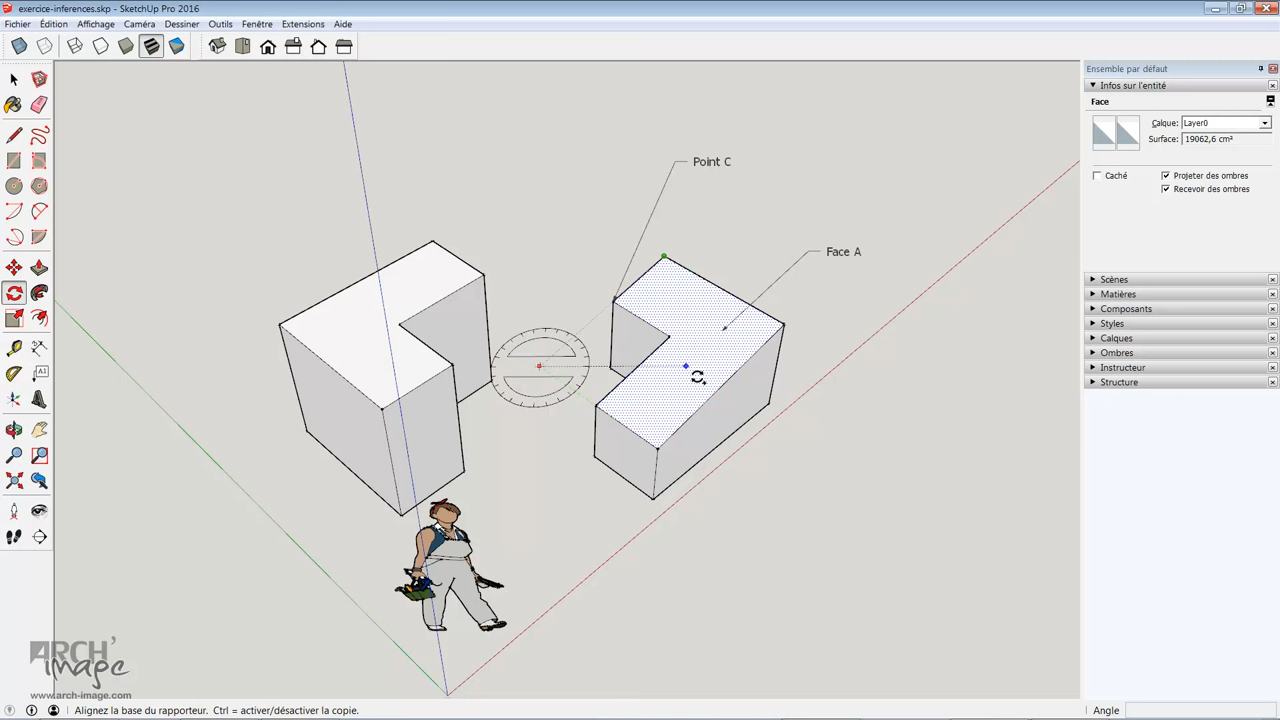 exercice-inferences.skp - SketchUp Pro 2016
Fichier Édition Affichage Caméra Dessiner Outils Fenêtre Extensions Aide
Ensemble par défaut
Infos sur l'entité
Face
Calque: Layer0
Surface: 19062,6 cm²
Caché Projeter des ombres
Recevoir des ombres
Point C
Face A
Scènes
Matières
Composants
Styles
Calques
Ombres
Instructeur
Structure
ARCH'
image
www.arch-image.com
Alignez la base du rapporteur. Ctrl = activer/désactiver la copie.
Angle